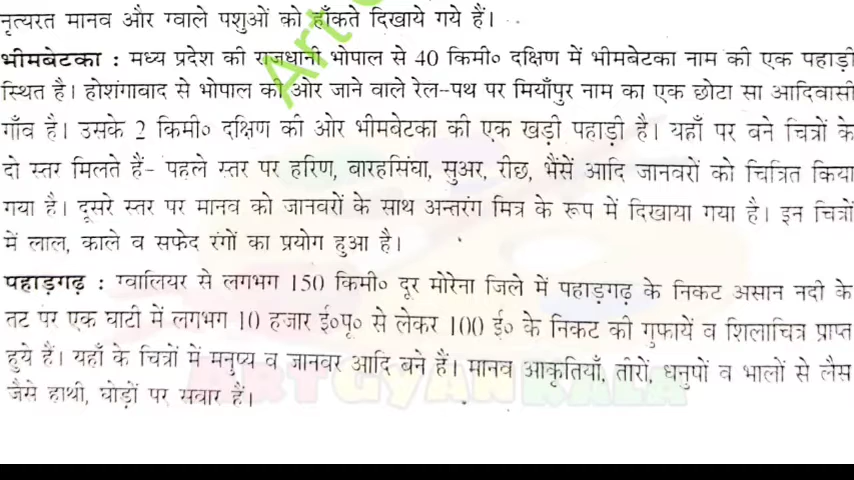 नृत्यरत मानव और ग्वाले पशुओं को हाँकते दिखाये गये हैं।
भीमबेटका : मध्य प्रदेश की राजधानी भोपाल से 40 किमी० दक्षिण में भीमबेटका नाम की एक पहाड़ी
स्थित है। होशंगावाद से भोपाल की ओर जाने वाले रेल-पथ पर मियाँपुर नाम का एक छोटा सा आदिवासी
गाँव है। उसके 2 किमी० दक्षिण की ओर भीमबेटका की एक खड़ी पहाड़ी है। यहाँ पर बने चित्रों के
दो स्तर मिलते हैं- पहले स्तर पर हरिण, बारहसिंघा, सुअर, रीछ, भैंसें आदि जानवरों को चित्रित किया
गया है। दूसरे स्तर पर मानव को जानवरों के साथ अन्तरंग मित्र के रूप में दिखाया गया है। इन चित्रों
में लाल, काले व सफेद रंगों का प्रयोग हुआ है।
पहाड़गढ़ : ग्वालियर से लगभग 150 किमी० दूर मोरेना जिले में पहाड़गढ़ के निकट असान नदी के
तट पर एक घाटी में लगभग 10 हजार ई०पू० से लेकर 100 ई० के निकट की गुफायें व शिलाचित्र प्राप्त
हुये हैं। यहाँ के चित्रों में मनुष्य व जानवर आदि बने हैं। मानव आकृतियाँ, तीरों, धनुषों व भालों से लैस
जैसे हाथी, घोड़ों पर सवार हैं।
Art G
ARTGYANKALA